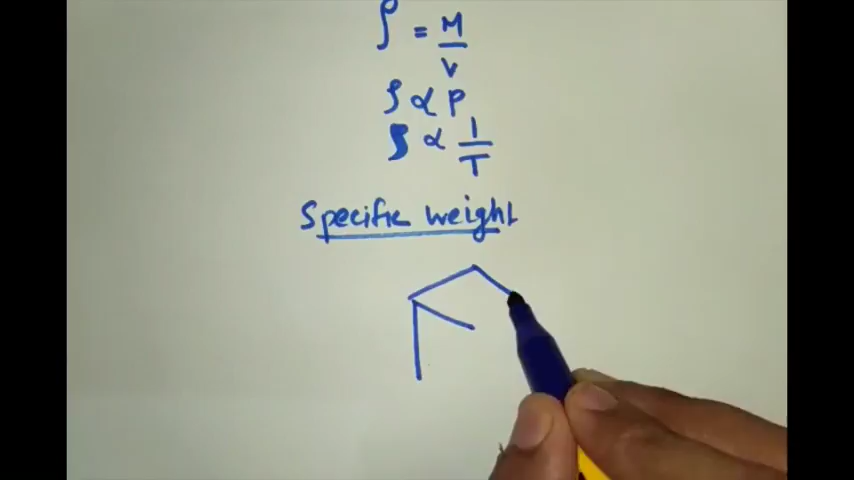 ρ = M/V
ρ ∝ P
ρ ∝ 1/T
Specific weight